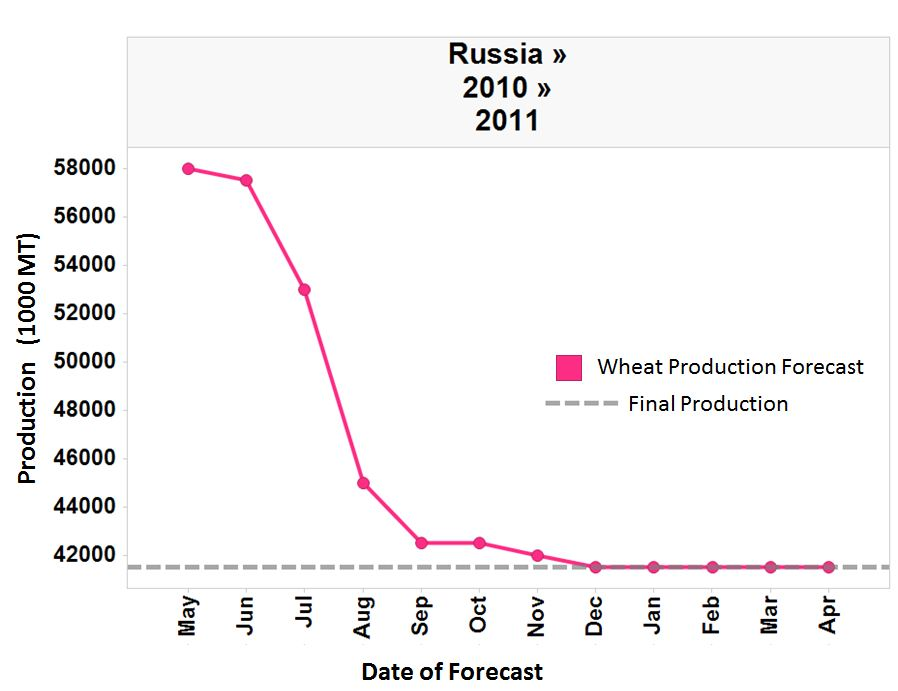 Russia »
2010 »
2011
58000
56000
54000
52000
50000
48000
46000
44000
42000
Production (1000 MT)
Wheat Production Forecast
Final Production
May Jun Jul Aug Sep Oct Nov Dec Jan Feb Mar Apr
Date of Forecast